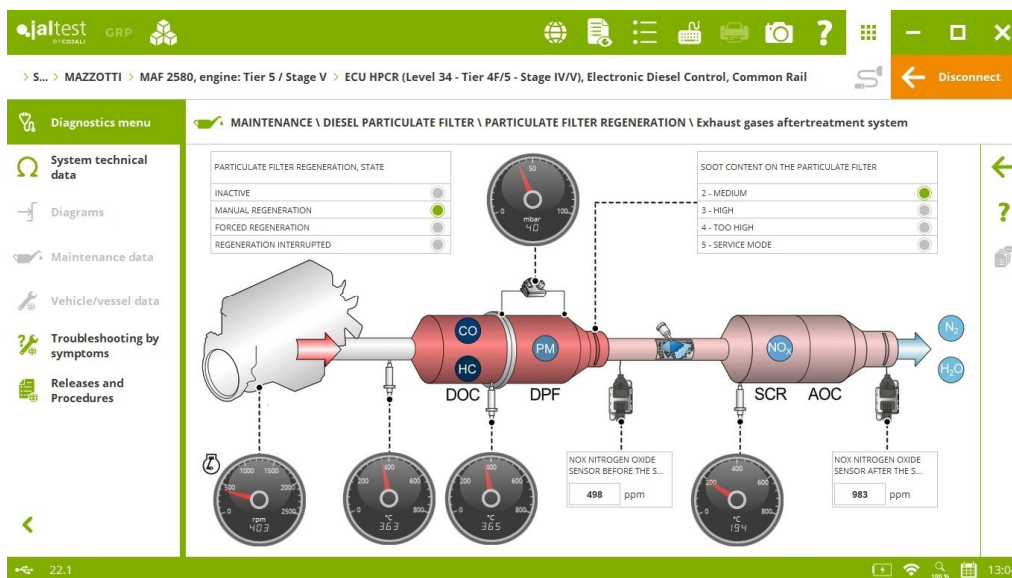 jaltest GRP
BY COJALI
> S... > MAZZOTTI > MAF 2580, engine: Tier 5 / Stage V > ECU HPCR (Level 34 - Tier 4F/5 - Stage IV/V), Electronic Diesel Control, Common Rail
Disconnect
Diagnostics menu
MAINTENANCE \ DIESEL PARTICULATE FILTER \ PARTICULATE FILTER REGENERATION \ Exhaust gases aftertreatment system
System technical
data
Diagrams
Maintenance data
Vehicle/vessel data
Troubleshooting by
symptoms
Releases and
Procedures
PARTICULATE FILTER REGENERATION, STATE
INACTIVE
MANUAL REGENERATION
FORCED REGENERATION
REGENERATION INTERRUPTED
50
0 100
mbar
40
SOOT CONTENT ON THE PARTICULATE FILTER
2 - MEDIUM
3 - HIGH
4 - TOO HIGH
5 - SERVICE MODE
CO
HC
PM
NOX
N2
H2O
DOC DPF SCR AOC
1000 1500
500 2000
0 2500
rpm
403
400
200 600
0 800
°C
363
400
200 600
0 800
°C
365
NOX NITROGEN OXIDE
SENSOR BEFORE THE S...
498 ppm
400
200 600
0 800
°C
194
NOX NITROGEN OXIDE
SENSOR AFTER THE S...
983 ppm
22.1
100 %